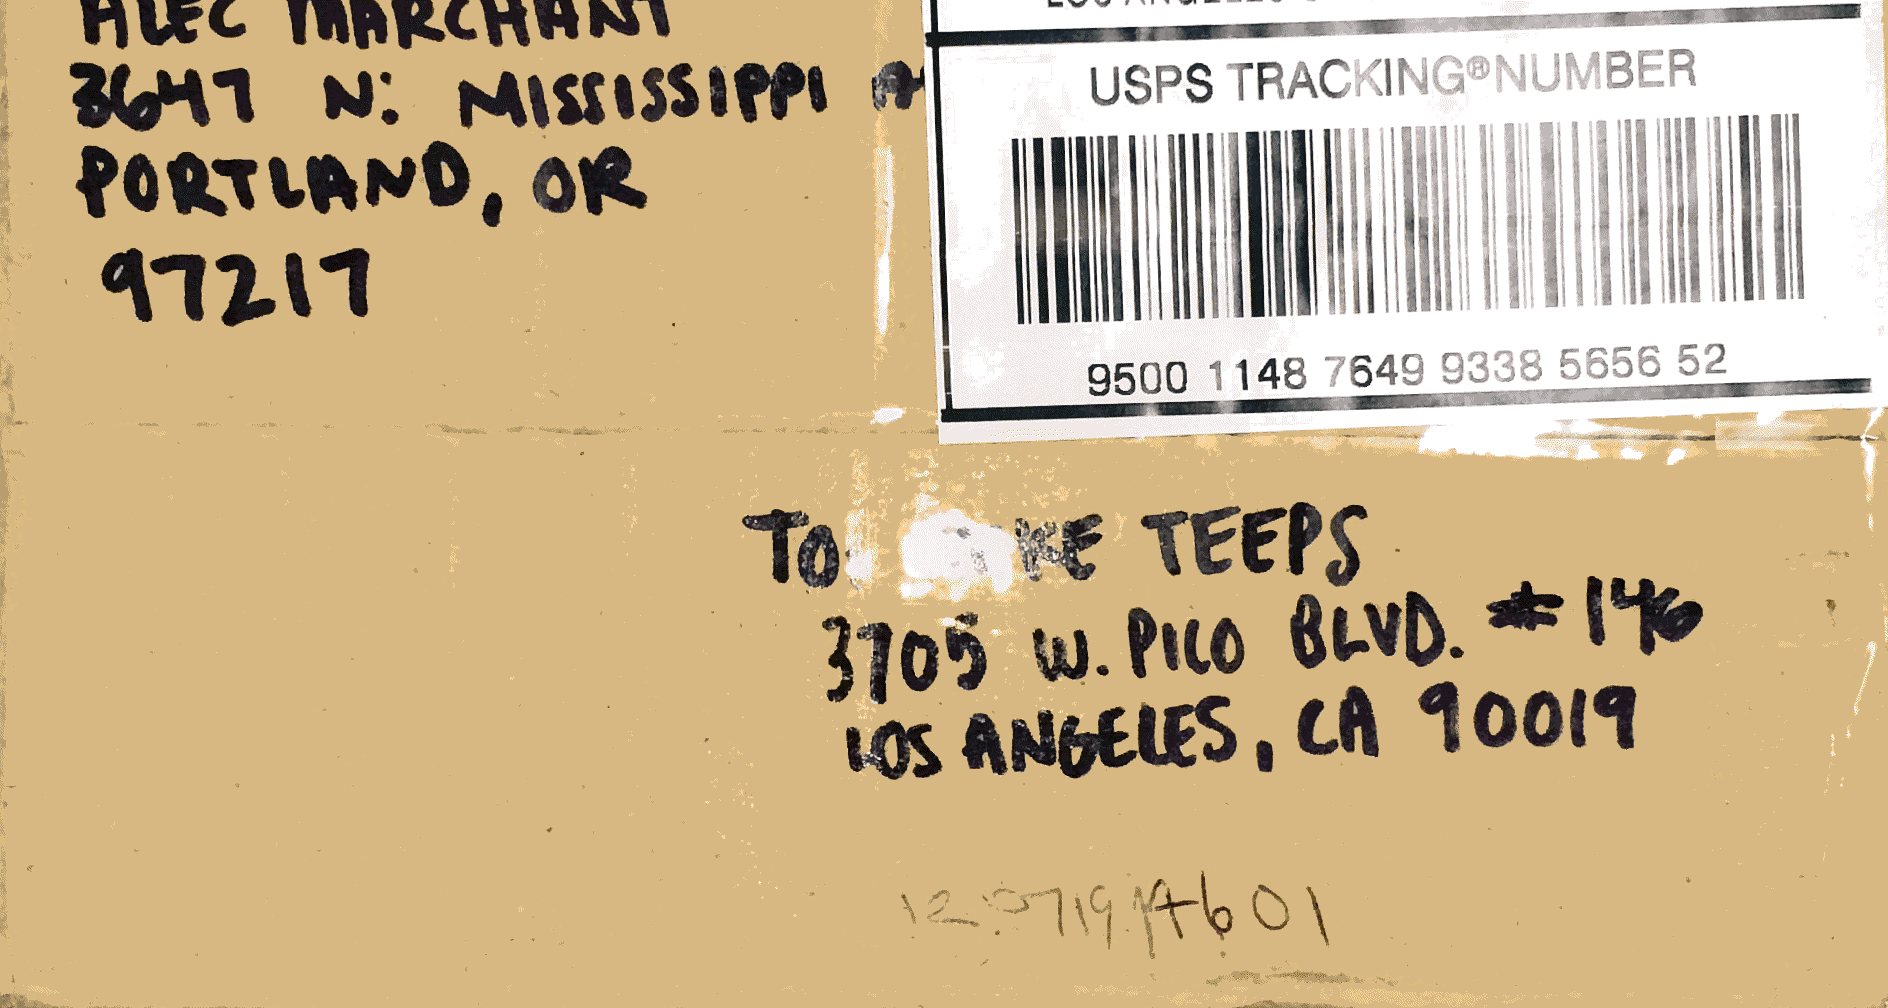 ALEC MARCHANT
3647 N. MISSISSIPPI
PORTLAND, OR
97217
USPS TRACKING® NUMBER
9500 1148 7649 9338 5656 52
TO TEEPS
3705 W. PICO BLVD. #146
LOS ANGELES, CA 90019